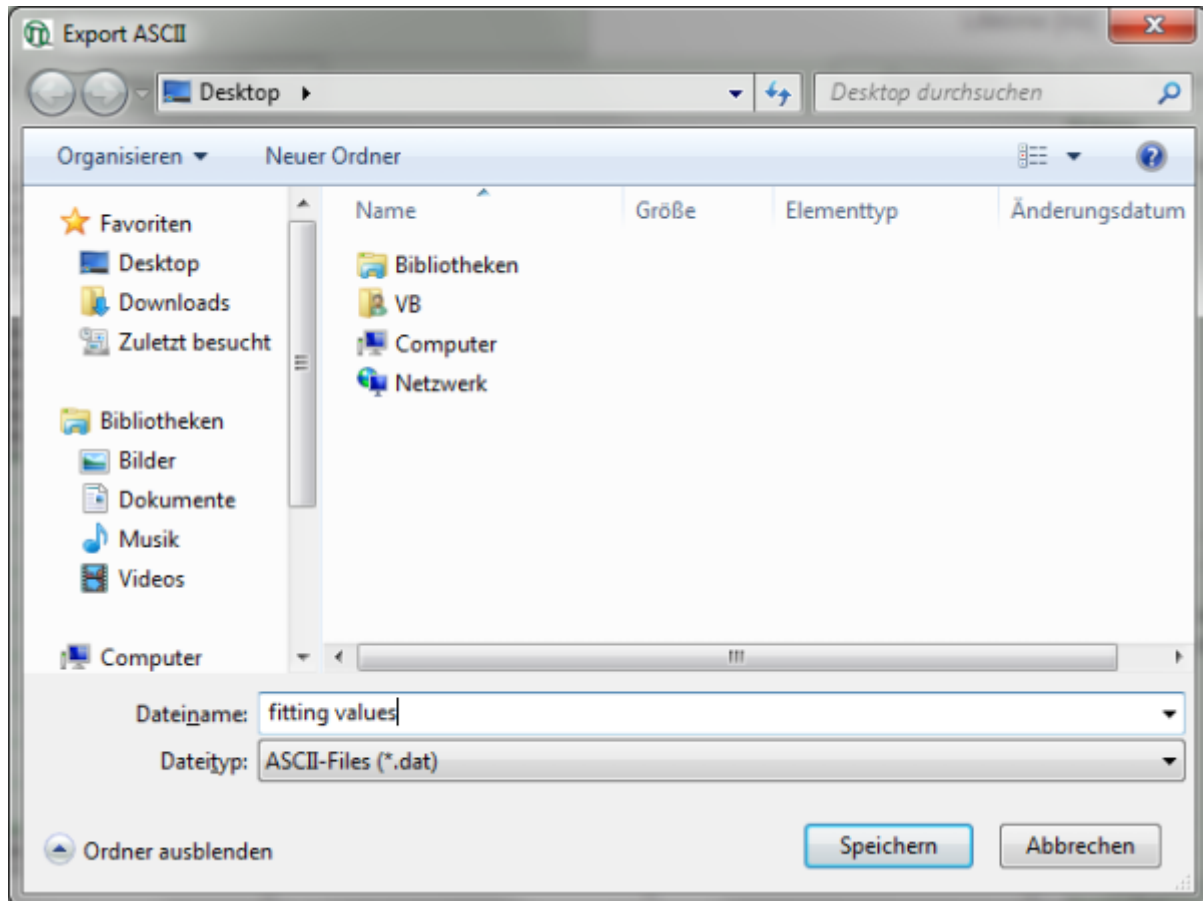 Export ASCII
Desktop
Desktop durchsuchen
Organisieren Neuer Ordner
Name Größe Elementtyp Änderungsdatum
Favoriten
Desktop
Downloads
Zuletzt besucht
Bibliotheken
Bilder
Dokumente
Musik
Videos
Computer
Bibliotheken
VB
Computer
Netzwerk
Dateiname: fitting values
Dateityp: ASCII-Files (*.dat)
Ordner ausblenden Speichern Abbrechen